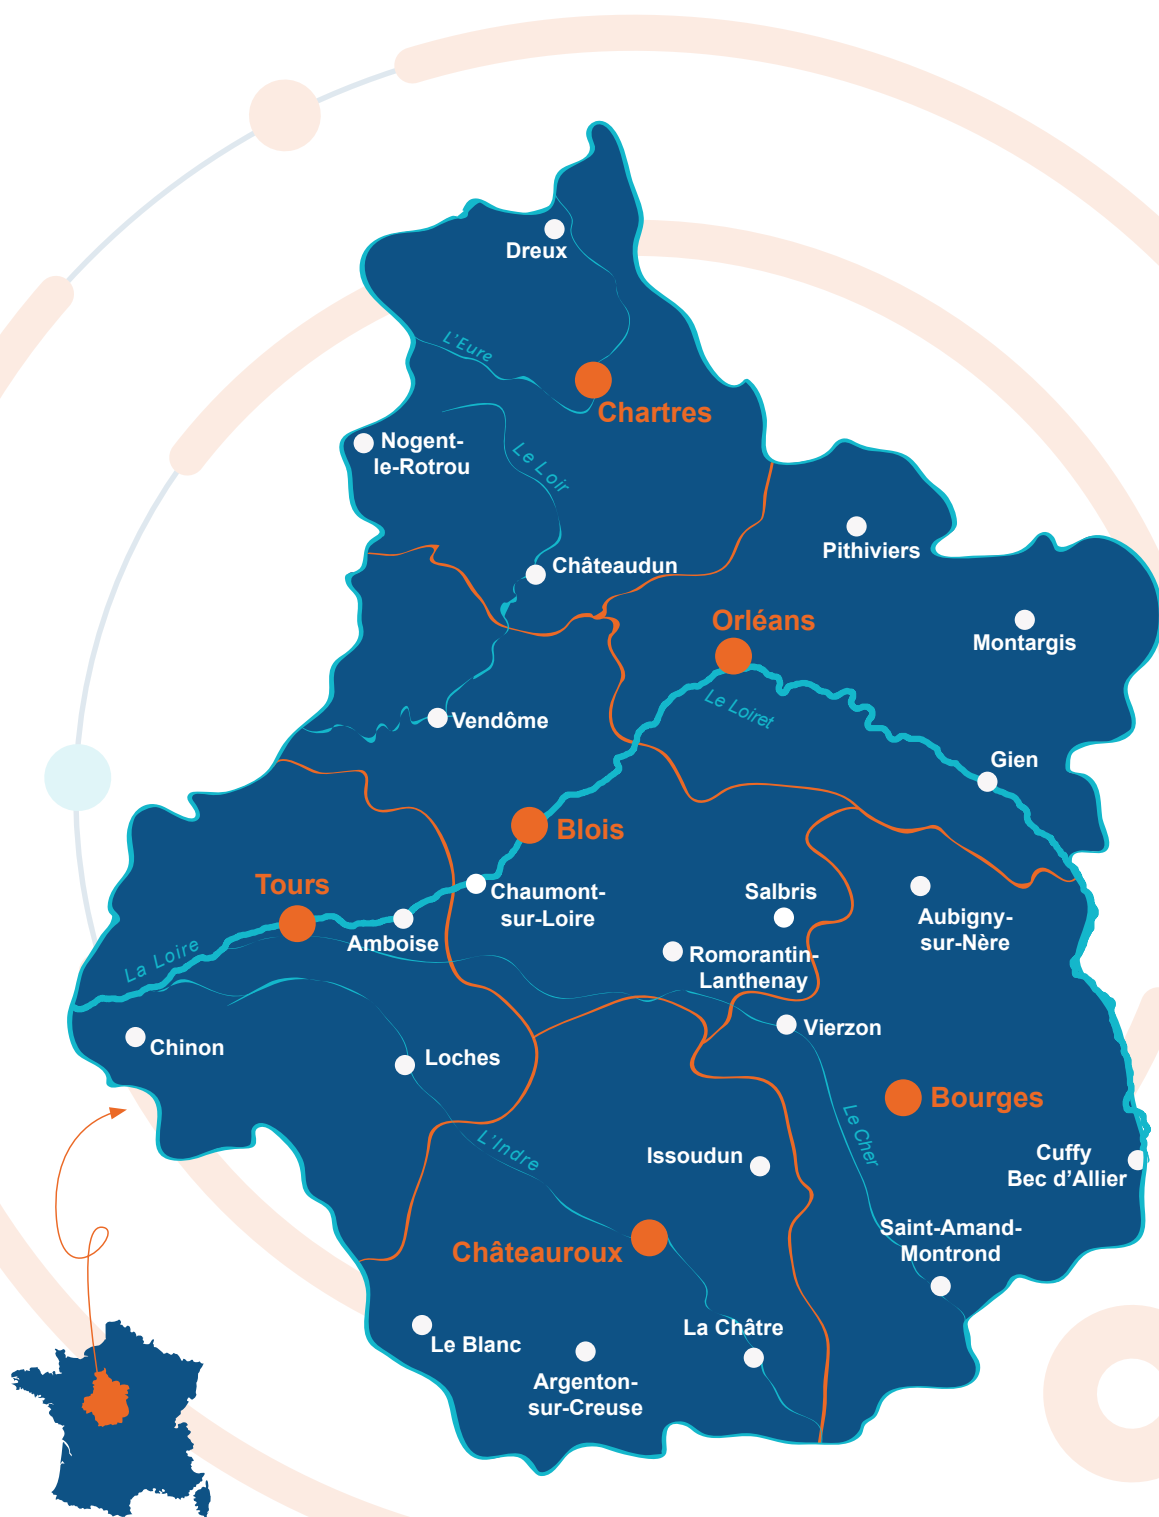 Dreux
L'Eure
Chartres
Nogent-
le-Rotrou
Le Loir
Pithiviers
Châteaudun
Orléans
Montargis
Le Loiret
Vendôme
Gien
Blois
Tours
Chaumont-
sur-Loire
Salbris
Aubigny-
sur-Nère
Amboise
La Loire
Romorantin-
Lanthenay
Vierzon
Chinon
Loches
Bourges
Le Cher
L'Indre
Issoudun
Cuffy
Bec d’Allier
Saint-Amand-
Montrond
Châteauroux
La Châtre
Le Blanc
Argenton-
sur-Creuse